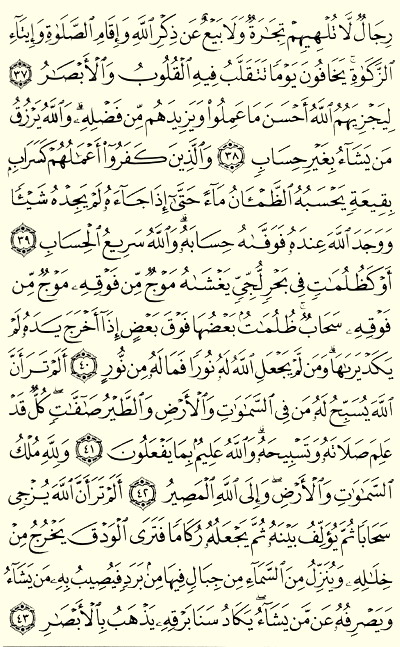 رِجَالٌ لَّا تُلْهِيهِمْ تِجَٰرَةٌ وَلَا بَيْعٌ عَن ذِكْرِ ٱللَّهِ وَإِقَامِ ٱلصَّلَوٰةِ وَإِيتَآءِ
ٱلزَّكَوٰةِ يَخَافُونَ يَوْمًا تَتَقَلَّبُ فِيهِ ٱلْقُلُوبُ وَٱلْأَبْصَٰرُ ٣٧
لِيَجْزِيَهُمُ ٱللَّهُ أَحْسَنَ مَا عَمِلُوا۟ وَيَزِيدَهُم مِّن فَضْلِهِۦ ۗ وَٱللَّهُ يَرْزُقُ
مَن يَشَآءُ بِغَيْرِ حِسَابٍ ٣٨ وَٱلَّذِينَ كَفَرُوٓا۟ أَعْمَٰلُهُمْ كَسَرَابٍۭ
بِقِيعَةٍ يَحْسَبُهُ ٱلظَّمْـَٔانُ مَآءً حَتَّىٰٓ إِذَا جَآءَهُۥ لَمْ يَجِدْهُ شَيْـًٔا
وَوَجَدَ ٱللَّهَ عِندَهُۥ فَوَفَّىٰهُ حِسَابَهُۥ ۗ وَٱللَّهُ سَرِيعُ ٱلْحِسَابِ ٣٩
أَوْ كَظُلُمَٰتٍ فِى بَحْرٍ لُّجِّىٍّ يَغْشَىٰهُ مَوْجٌ مِّن فَوْقِهِۦ مَوْجٌ مِّن
فَوْقِهِۦ سَحَابٌ ۚ ظُلُمَٰتٌۢ بَعْضُهَا فَوْقَ بَعْضٍ إِذَآ أَخْرَجَ يَدَهُۥ لَمْ
يَكَدْ يَرَىٰهَا ۗ وَمَن لَّمْ يَجْعَلِ ٱللَّهُ لَهُۥ نُورًا فَمَا لَهُۥ مِن نُّورٍ ٤٠ أَلَمْ تَرَ أَنَّ
ٱللَّهَ يُسَبِّحُ لَهُۥ مَن فِى ٱلسَّمَٰوَٰتِ وَٱلْأَرْضِ وَٱلطَّيْرُ صَٰٓفَّٰتٍ ۖ كُلٌّ قَدْ
عَلِمَ صَلَاتَهُۥ وَتَسْبِيحَهُۥ ۗ وَٱللَّهُ عَلِيمٌۢ بِمَا يَفْعَلُونَ ٤١ وَلِلَّهِ مُلْكُ
ٱلسَّمَٰوَٰتِ وَٱلْأَرْضِ ۖ وَإِلَى ٱللَّهِ ٱلْمَصِيرُ ٤٢ أَلَمْ تَرَ أَنَّ ٱللَّهَ يُزْجِى
سَحَابًا ثُمَّ يُؤَلِّفُ بَيْنَهُۥ ثُمَّ يَجْعَلُهُۥ رُكَامًا فَتَرَى ٱلْوَدْقَ يَخْرُجُ مِنْ
خِلَٰلِهِۦ وَيُنَزِّلُ مِنَ ٱلسَّمَآءِ مِن جِبَالٍ فِيهَا مِنۢ بَرَدٍ فَيُصِيبُ بِهِۦ مَن يَشَآءُ
وَيَصْرِفُهُۥ عَن مَّن يَشَآءُ ۖ يَكَادُ سَنَا بَرْقِهِۦ يَذْهَبُ بِٱلْأَبْصَٰرِ ٤٣